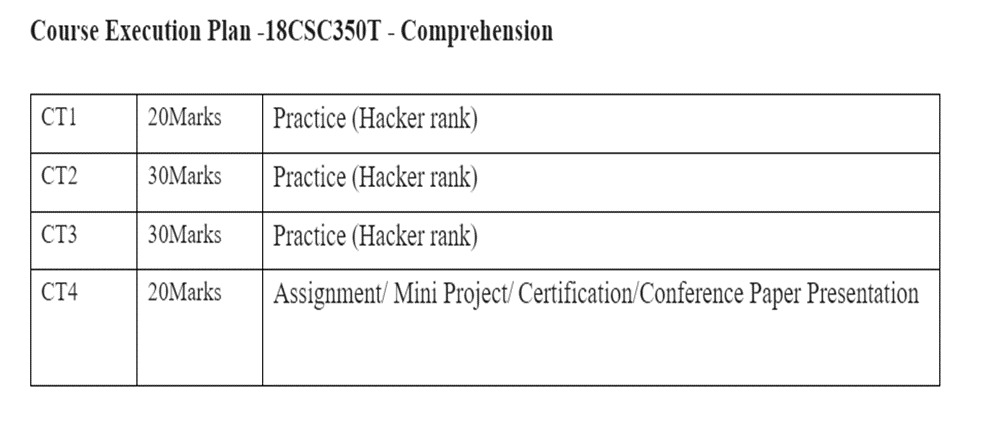 Course Execution Plan -18CSC350T - Comprehension
CT1 20Marks Practice (Hacker rank)
CT2 30Marks Practice (Hacker rank)
CT3 30Marks Practice (Hacker rank)
CT4 20Marks Assignment/ Mini Project/ Certification/Conference Paper Presentation